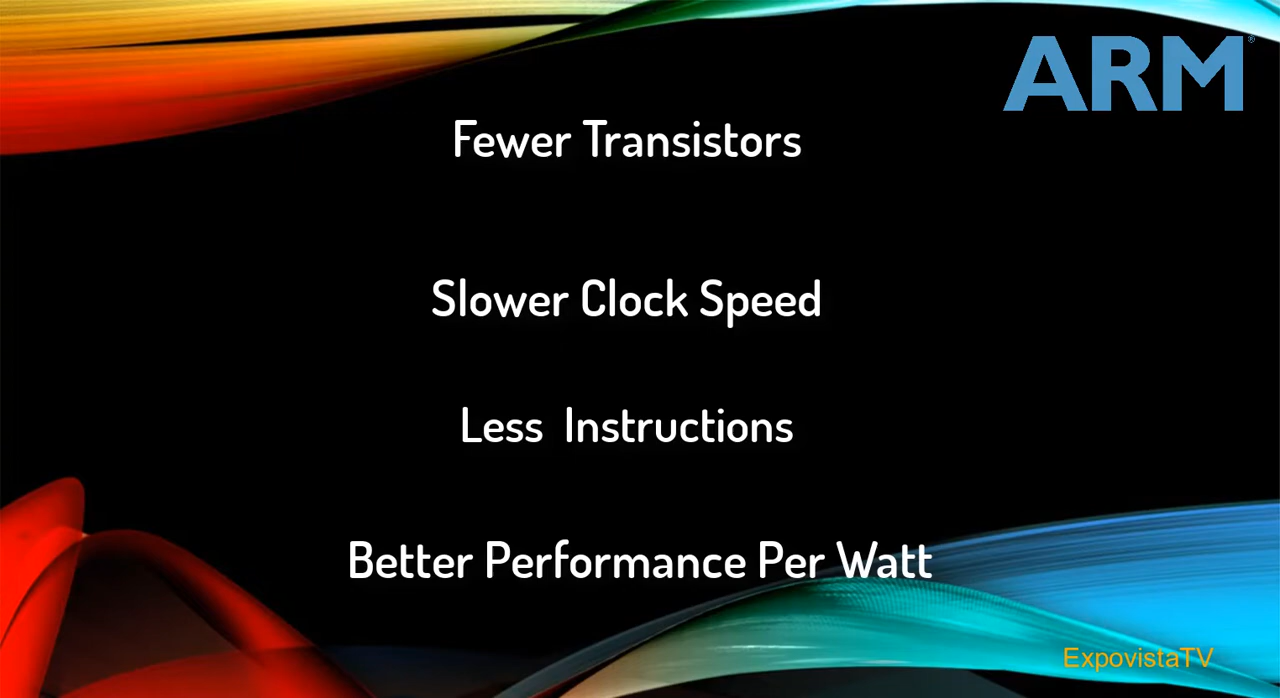 ARM®
Fewer Transistors
Slower Clock Speed
Less  Instructions
Better Performance Per Watt
ExpovistaTV